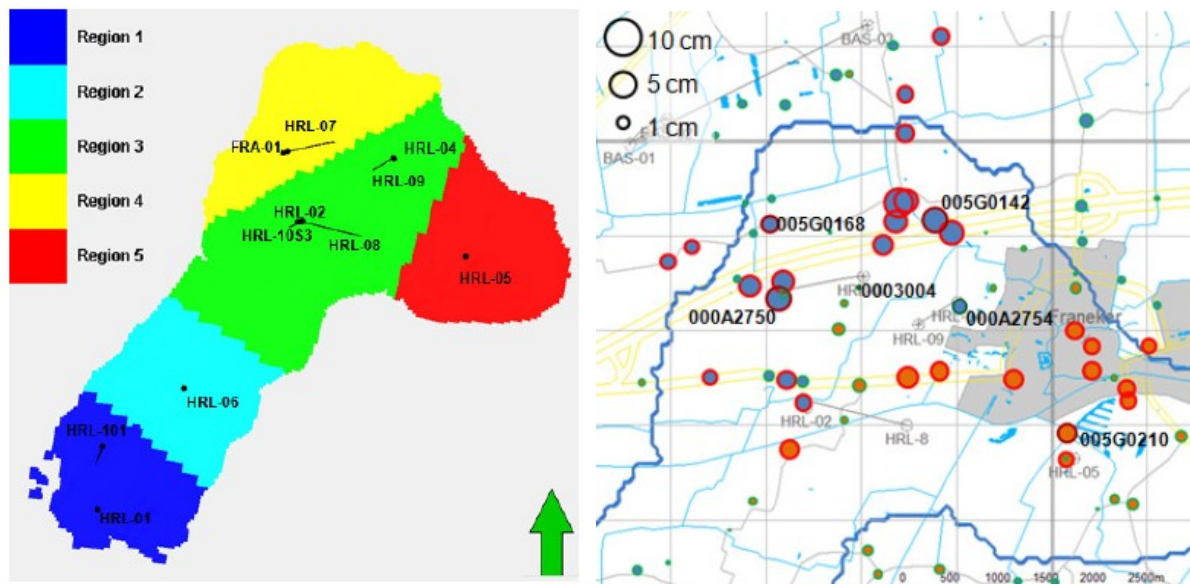 Region 1
Region 2
Region 3
Region 4
Region 5
HRL-07
FRA-01
HRL-04
HRL-09
HRL-02
HRL-10S3
HRL-08
HRL-05
HRL-06
HRL-101
HRL-01
10 cm
5 cm
1 cm
BAS-03
BAS-01
005G0142
005G0168
0003004
000A2750
000A2754
Franeker
HRL-09
HRL-02
HRL-8
005G0210
HRL-05
0 500 1000 1500 2000 2500m